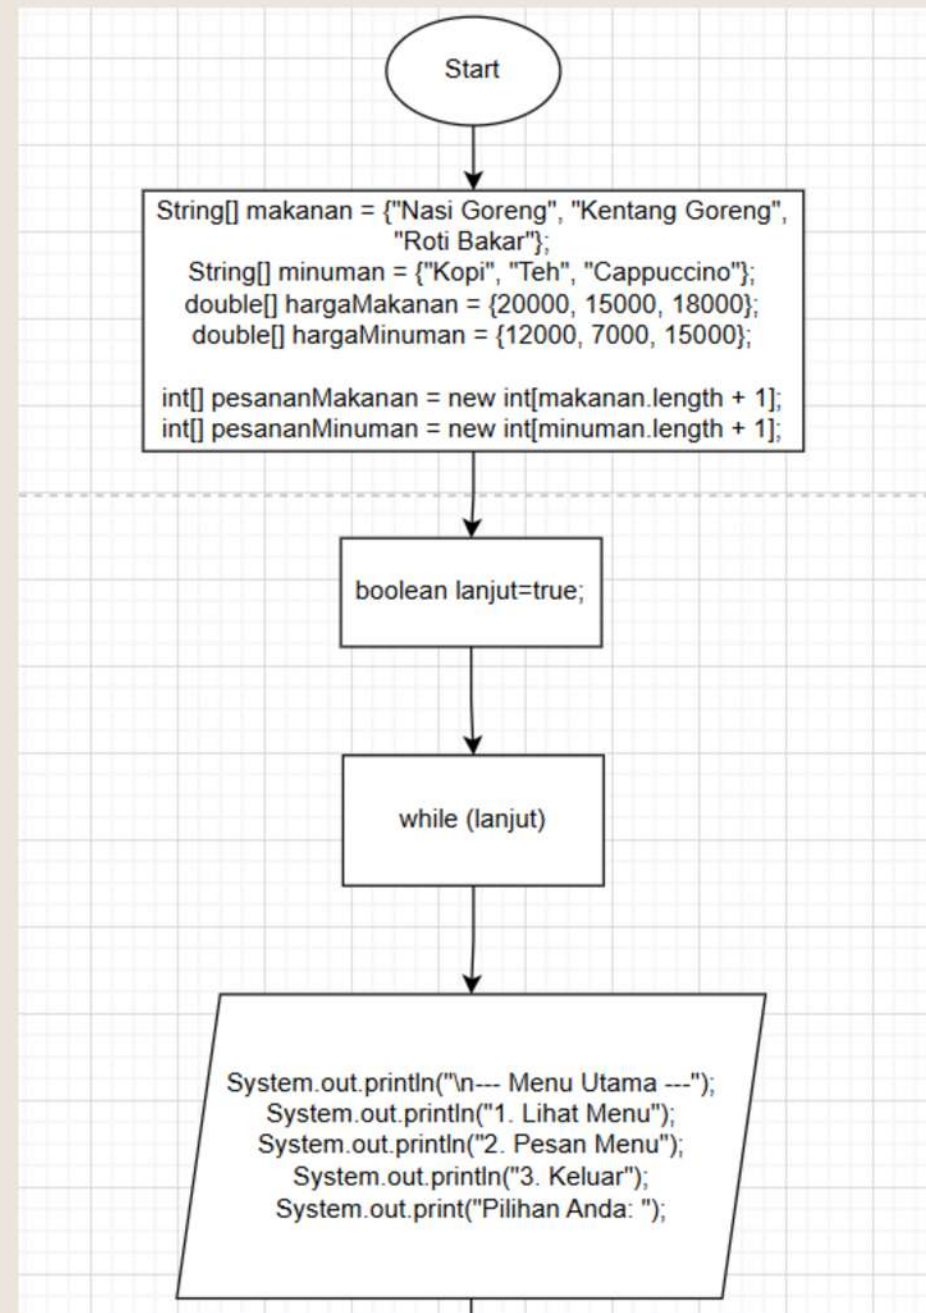 Start
String[] makanan = {"Nasi Goreng", "Kentang Goreng",
"Roti Bakar"};
String[] minuman = {"Kopi", "Teh", "Cappuccino"};
double[] hargaMakanan = {20000, 15000, 18000};
double[] hargaMinuman = {12000, 7000, 15000};
int[] pesananMakanan = new int[makanan.length + 1];
int[] pesananMinuman = new int[minuman.length + 1];
boolean lanjut=true;
while (lanjut)
System.out.println("\n--- Menu Utama ---");
System.out.println("1. Lihat Menu");
System.out.println("2. Pesan Menu");
System.out.println("3. Keluar");
System.out.print("Pilihan Anda: ");